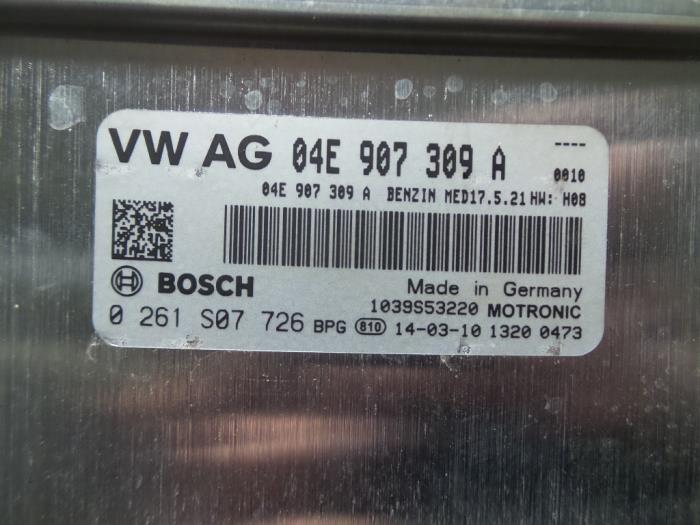 VW AG 04E 907 309 A ----
0010
04E 907 309 A BENZIN MED17.5.21 HW: H08
BOSCH Made in Germany
1039S53220 MOTRONIC
0 261 S07 726 BPG 810 14-03-10 1320 0473